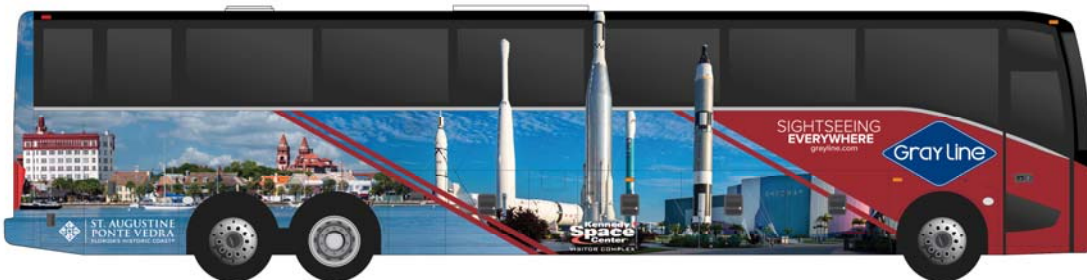 ST. AUGUSTINE
PONTE VEDRA
FLORIDA'S HISTORIC COAST
Kennedy
Space
Center
VISITOR COMPLEX
SIGHTSEEING
EVERYWHERE
grayline.com
Gray Line